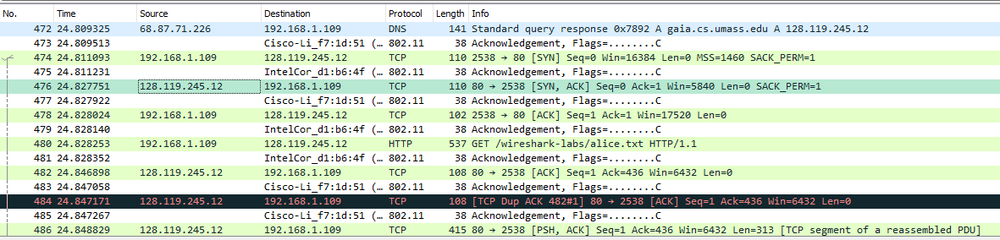 No. Time Source Destination Protocol Length Info
472 24.809325 68.87.71.226 192.168.1.109 DNS 141 Standard query response 0x7892 A gaia.cs.umass.edu A 128.119.245.12
473 24.809513 Cisco-Li_f7:1d:51 (… 802.11 38 Acknowledgement, Flags=........C
474 24.811093 192.168.1.109 128.119.245.12 TCP 110 2538 → 80 [SYN] Seq=0 Win=16384 Len=0 MSS=1460 SACK_PERM=1
475 24.811231 IntelCor_d1:b6:4f (… 802.11 38 Acknowledgement, Flags=........C
476 24.827751 128.119.245.12 192.168.1.109 TCP 110 80 → 2538 [SYN, ACK] Seq=0 Ack=1 Win=5840 Len=0 SACK_PERM=1
477 24.827922 Cisco-Li_f7:1d:51 (… 802.11 38 Acknowledgement, Flags=........C
478 24.828024 192.168.1.109 128.119.245.12 TCP 102 2538 → 80 [ACK] Seq=1 Ack=1 Win=17520 Len=0
479 24.828140 IntelCor_d1:b6:4f (… 802.11 38 Acknowledgement, Flags=........C
480 24.828253 192.168.1.109 128.119.245.12 HTTP 537 GET /wireshark-labs/alice.txt HTTP/1.1
481 24.828352 IntelCor_d1:b6:4f (… 802.11 38 Acknowledgement, Flags=........C
482 24.846898 128.119.245.12 192.168.1.109 TCP 108 80 → 2538 [ACK] Seq=1 Ack=436 Win=6432 Len=0
483 24.847058 Cisco-Li_f7:1d:51 (… 802.11 38 Acknowledgement, Flags=........C
484 24.847171 128.119.245.12 192.168.1.109 TCP 108 [TCP Dup ACK 482#1] 80 → 2538 [ACK] Seq=1 Ack=436 Win=6432 Len=0
485 24.847267 Cisco-Li_f7:1d:51 (… 802.11 38 Acknowledgement, Flags=........C
486 24.848829 128.119.245.12 192.168.1.109 TCP 415 80 → 2538 [PSH, ACK] Seq=1 Ack=436 Win=6432 Len=313 [TCP segment of a reassembled PDU]